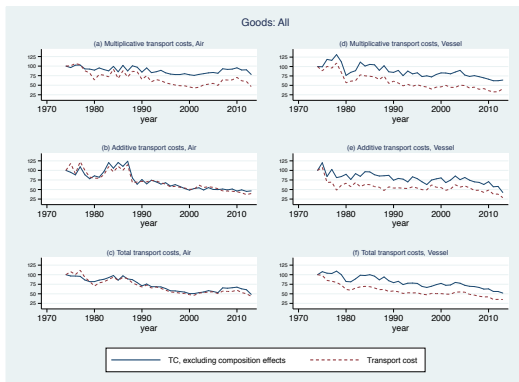 Goods: All
(a) Multiplicative transport costs, Air
125
100
75
50
25
1970 1980 1990 2000 2010
year
(d) Multiplicative transport costs, Vessel
125
100
75
50
25
1970 1980 1990 2000 2010
year
(b) Additive transport costs, Air
125
100
75
50
25
1970 1980 1990 2000 2010
year
(e) Additive transport costs, Vessel
125
100
75
50
25
1970 1980 1990 2000 2010
year
(c) Total transport costs, Air
125
100
75
50
25
1970 1980 1990 2000 2010
year
(f) Total transport costs, Vessel
125
100
75
50
25
1970 1980 1990 2000 2010
year
TC, excluding composition effects Transport cost